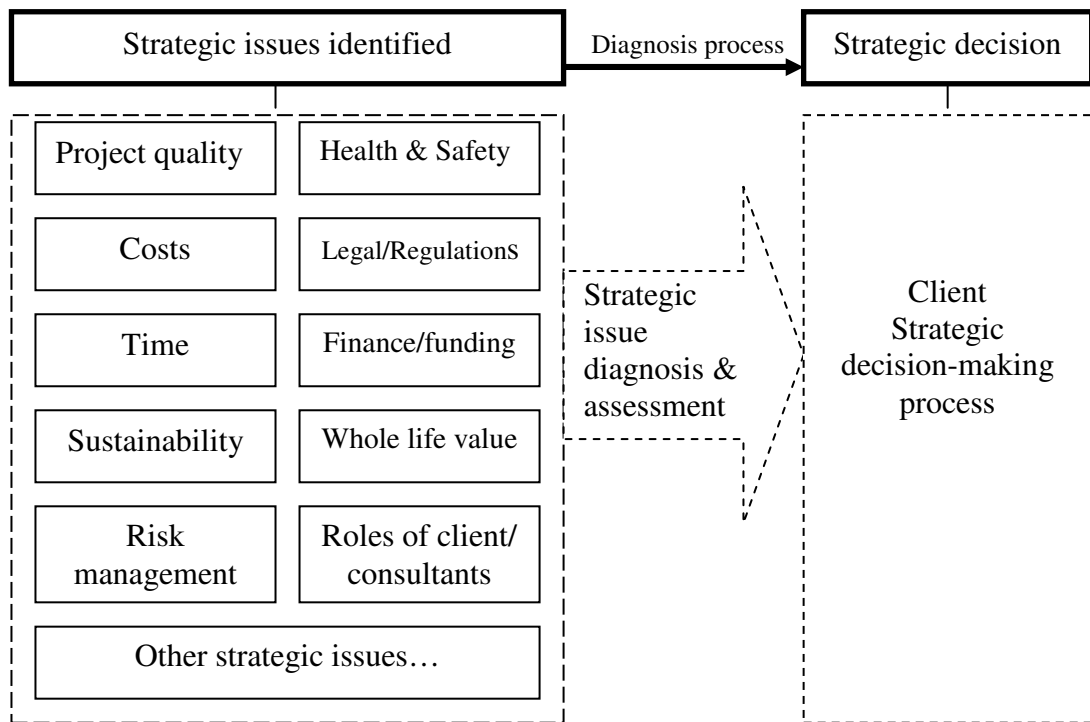 Strategic issues identified
Diagnosis process
Strategic decision
Project quality
Health & Safety
Costs
Legal/Regulations
Time
Finance/funding
Sustainability
Whole life value
Risk
management
Roles of client/
consultants
Other strategic issues…
Strategic
issue
diagnosis &
assessment
Client
Strategic
decision-making
process